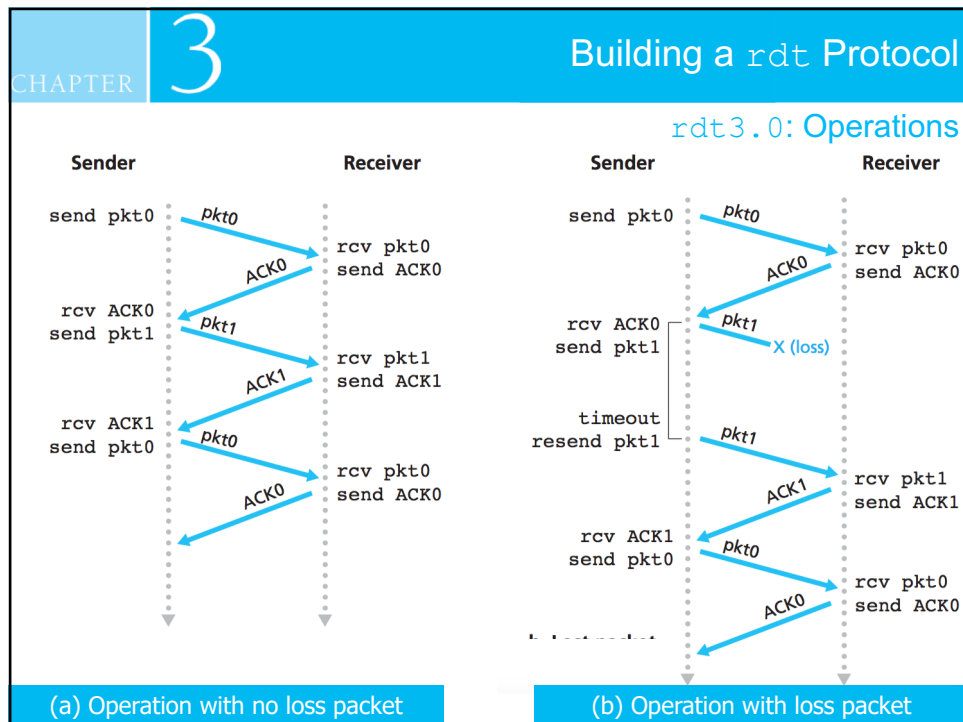 CHAPTER 3
Building a rdt Protocol
rdt3.0: Operations
Sender
Receiver
send pkt0
pkt0
rcv pkt0
send ACK0
ACK0
rcv ACK0
send pkt1
pkt1
rcv pkt1
send ACK1
ACK1
rcv ACK1
send pkt0
pkt0
rcv pkt0
send ACK0
ACK0
(a) Operation with no loss packet
Sender
Receiver
send pkt0
pkt0
rcv pkt0
send ACK0
ACK0
rcv ACK0
send pkt1
pkt1
X (loss)
timeout
resend pkt1
pkt1
rcv pkt1
send ACK1
ACK1
rcv ACK1
send pkt0
pkt0
rcv pkt0
send ACK0
ACK0
(b) Operation with loss packet